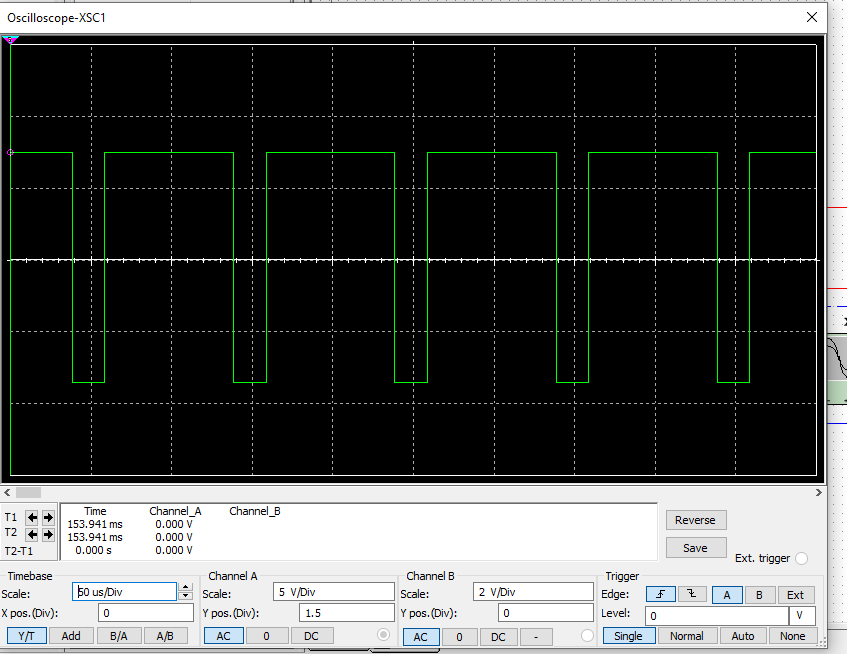 Oscilloscope-XSC1
Time Channel_A Channel_B
T1 153.941 ms 0.000 V
T2 153.941 ms 0.000 V
T2-T1 0.000 s 0.000 V
Reverse
Save
Ext. trigger
Timebase
Scale: 50 us/Div
X pos.(Div): 0
Y/T Add B/A A/B
Channel A
Scale: 5 V/Div
Y pos.(Div): 1.5
AC 0 DC
Channel B
Scale: 2 V/Div
Y pos.(Div): 0
AC 0 DC -
Trigger
Edge: A B Ext
Level: 0 V
Single Normal Auto None